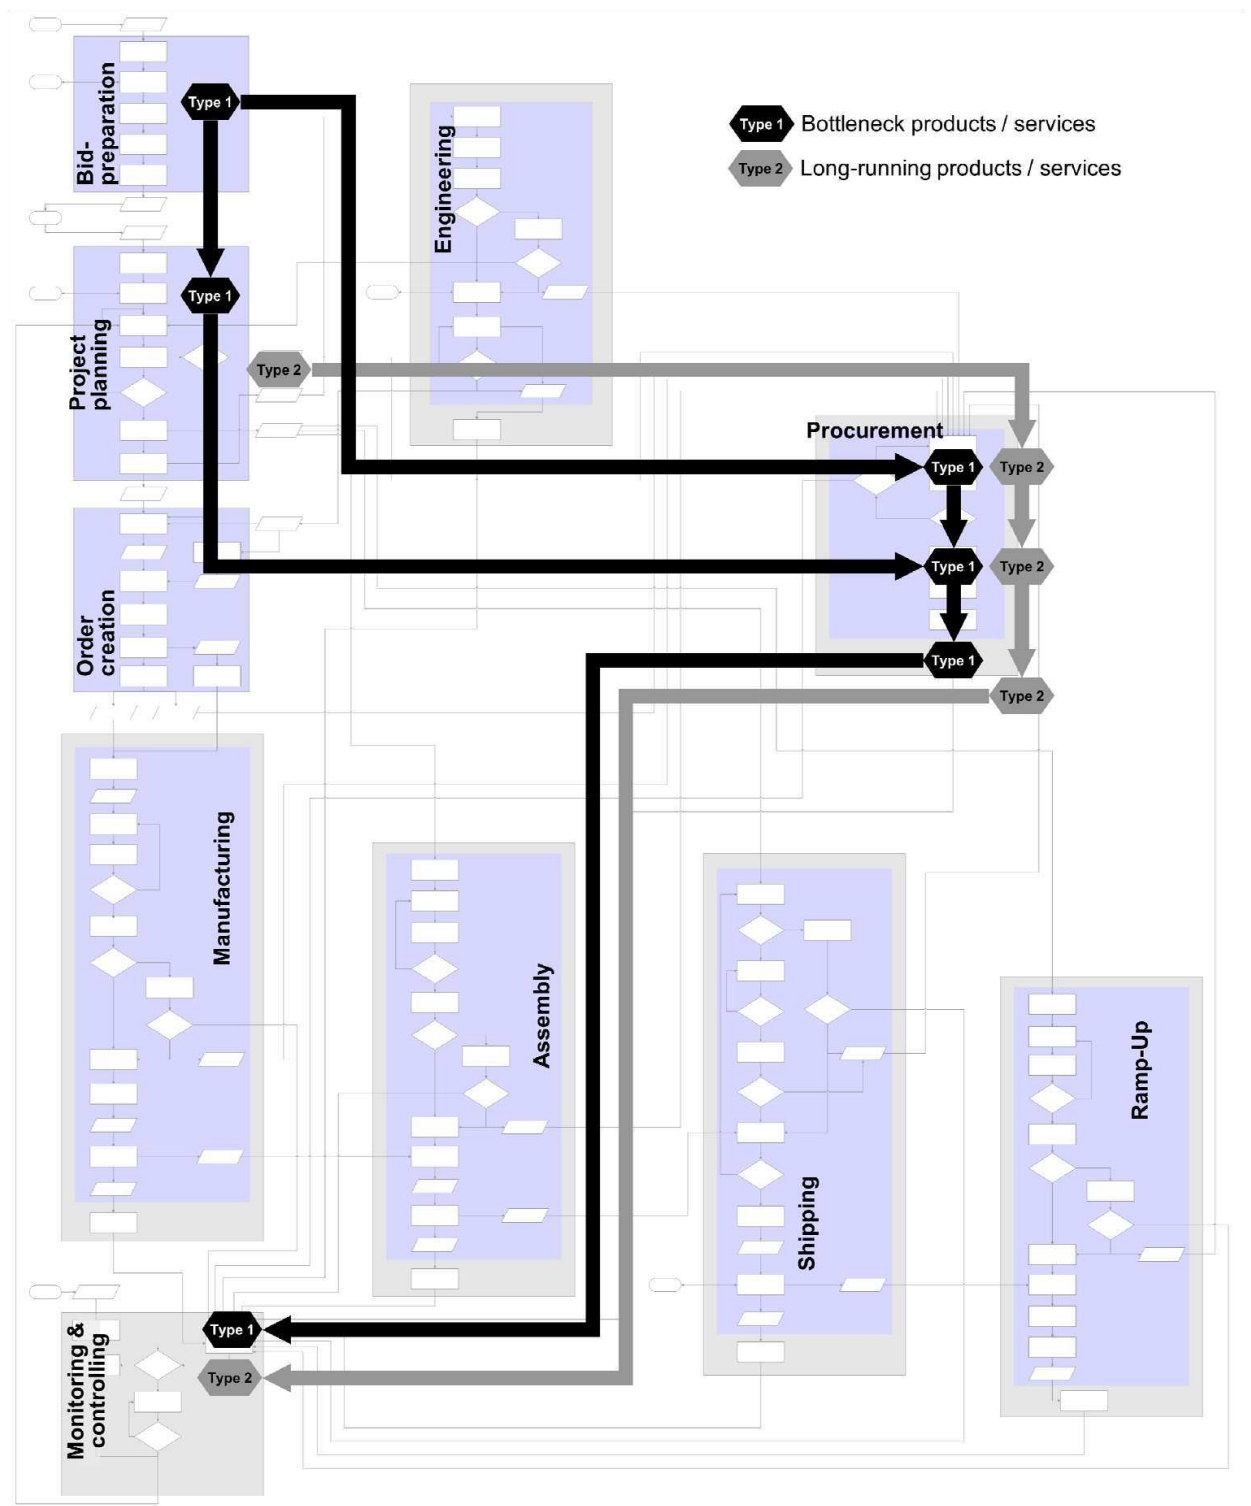 Bid-
preparation
Type 1
Engineering
Type 1 Bottleneck products / services
Type 2 Long-running products / services
Project
planning
Type 1
Type 2
Procurement
Type 1
Type 2
Type 1
Type 2
Type 1
Type 2
Order
creation
Manufacturing
Assembly
Shipping
Ramp-Up
Monitoring &
controlling
Type 1
Type 2